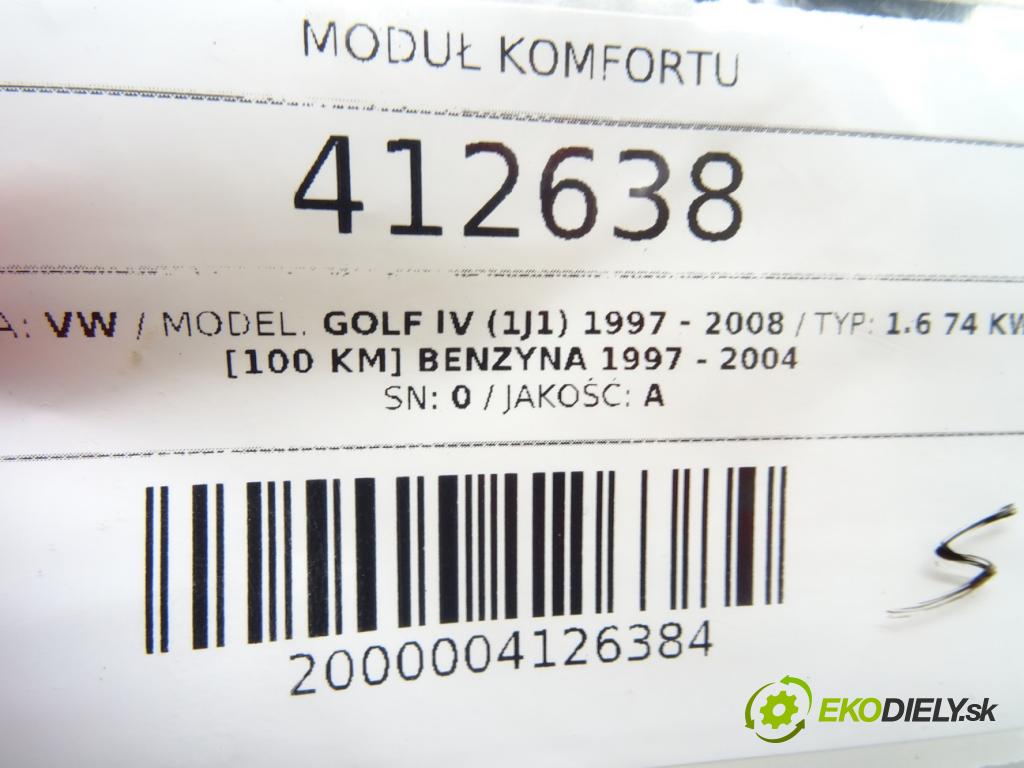 MODUŁ KOMFORTU
412638
A: VW / MODEL: GOLF IV (1J1) 1997 - 2008 / TYP: 1.6 74 KW
[100 KM] BENZYNA 1997 - 2004
SN: 0 / JAKOŚĆ: A
2000004126384
S
EKODIELY.sk